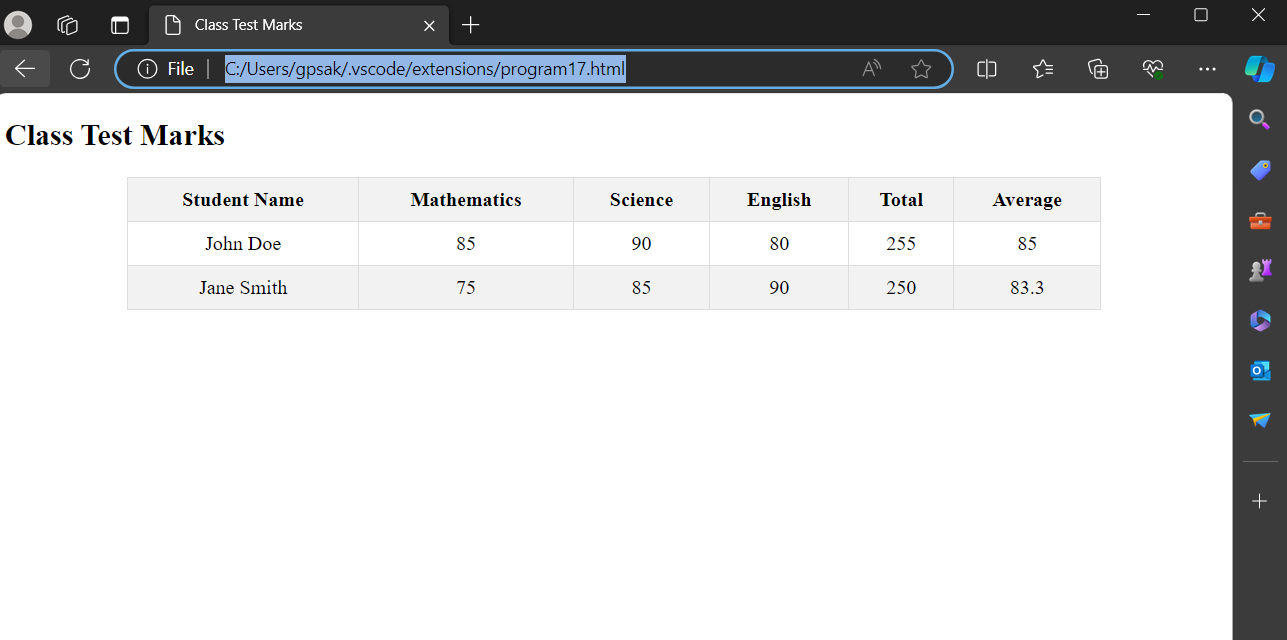 Class Test Marks
File C:/Users/gpsak/.vscode/extensions/program17.html
Class Test Marks
Student Name Mathematics Science English Total Average
John Doe 85 90 80 255 85
Jane Smith 75 85 90 250 83.3